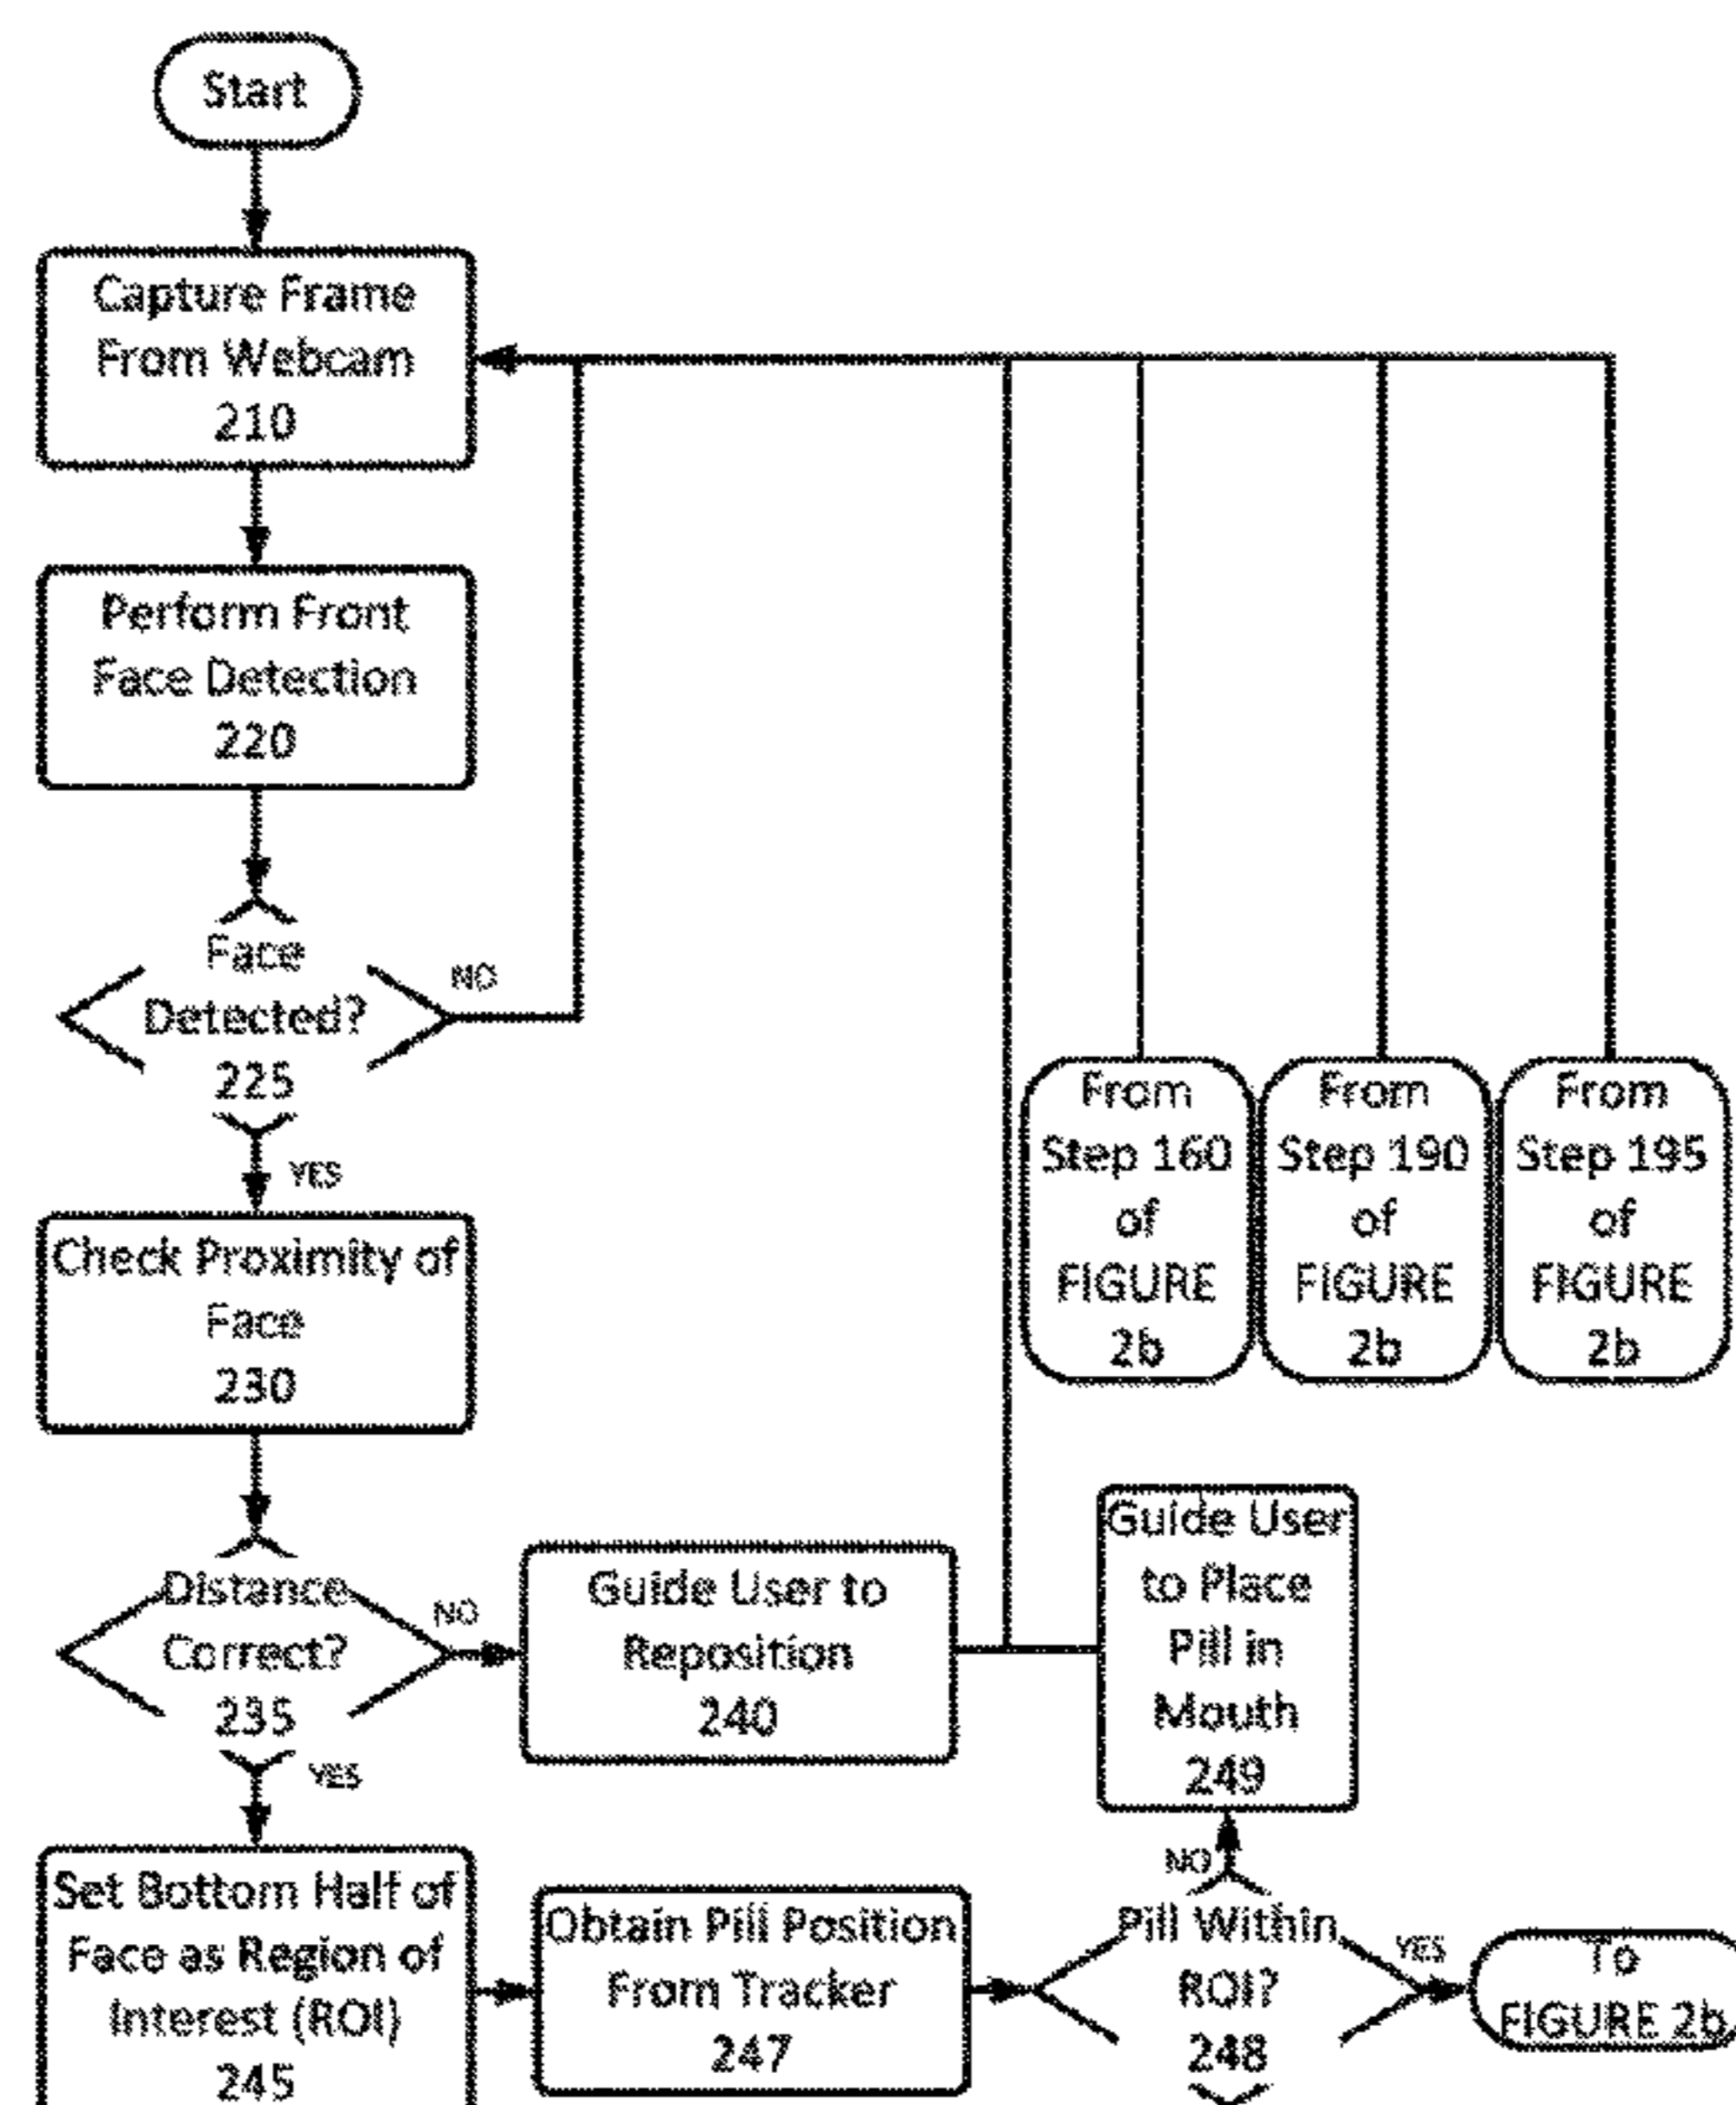 Start
Capture Frame
From Webcam
210
Perform Front
Face Detection
220
Face
Detected?
225
NO
YES
From
Step 160
of
FIGURE
2b
From
Step 190
of
FIGURE
2b
From
Step 195
of
FIGURE
2b
Check Proximity of
Face
230
Distance
Correct?
235
NO
YES
Guide User to
Reposition
240
Guide User
to Place
Pill in
Mouth
249
Set Bottom Half of
Face as Region of
Interest (ROI)
245
Obtain Pill Position
From Tracker
247
NO
Pill Within
ROI?
248
YES
To
FIGURE 2b